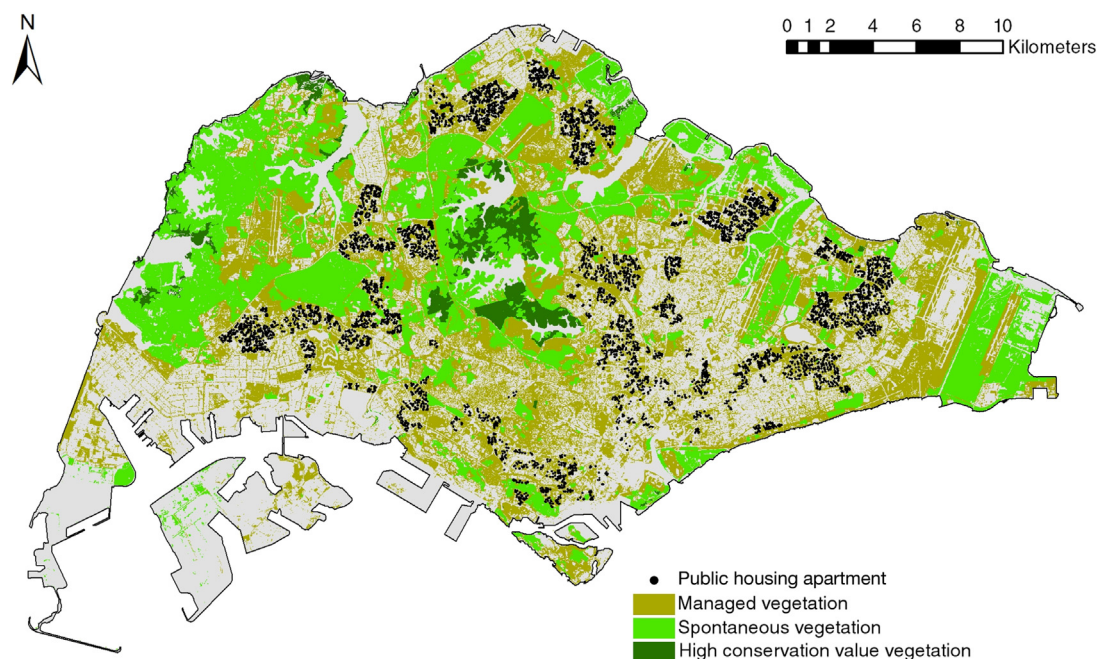 N
0 1 2 4 6 8 10
Kilometers
Public housing apartment
Managed vegetation
Spontaneous vegetation
High conservation value vegetation